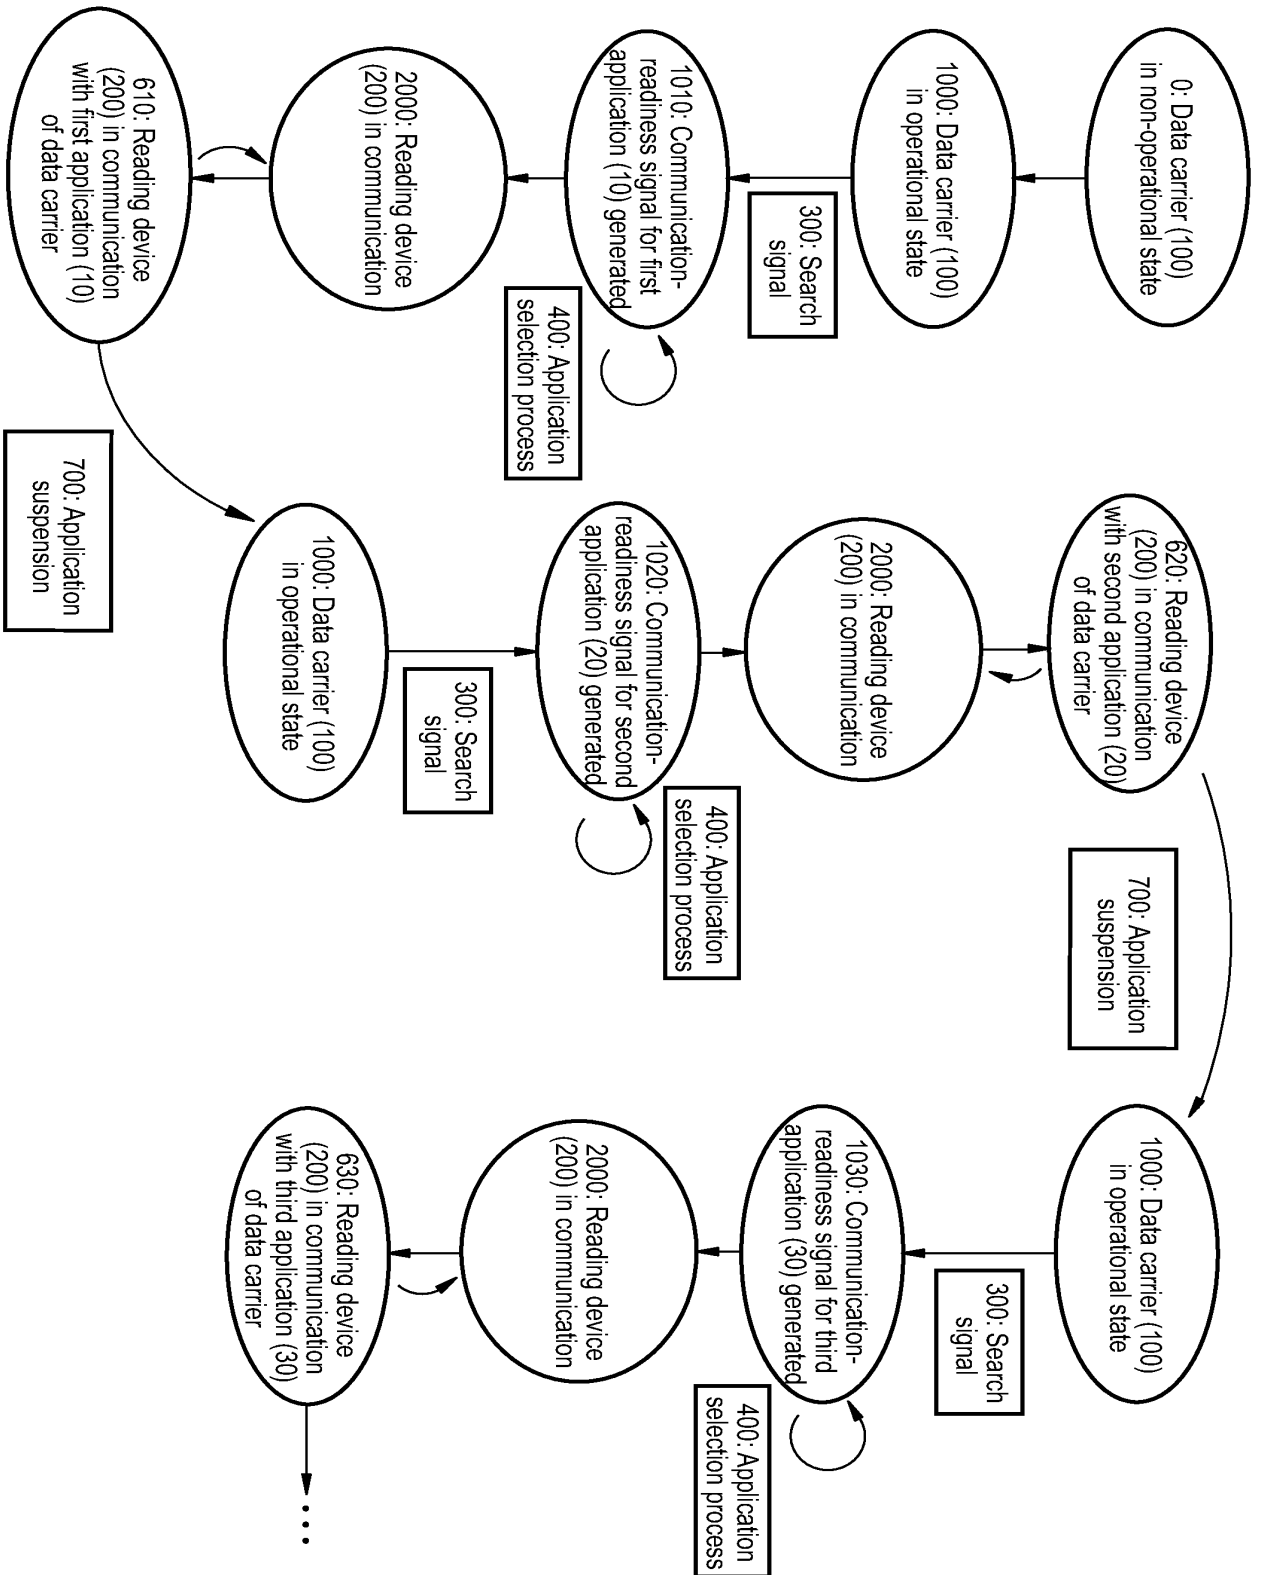 0: Data carrier (100)
in non-operational state
1000: Data carrier (100)
in operational state
300: Search
signal
1010: Communication-
readiness signal for first
application (10) generated
400: Application
selection process
2000: Reading device
(200) in communication
610: Reading device
(200) in communication
with first application (10)
of data carrier
700: Application
suspension
1000: Data carrier (100)
in operational state
300: Search
signal
1020: Communication-
readiness signal for second
application (20) generated
400: Application
selection process
2000: Reading device
(200) in communication
620: Reading device
(200) in communication
with second application (20)
of data carrier
700: Application
suspension
1000: Data carrier (100)
in operational state
300: Search
signal
1030: Communication-
readiness signal for third
application (30) generated
400: Application
selection process
2000: Reading device
(200) in communication
630: Reading device
(200) in communication
with third application (30)
of data carrier
...